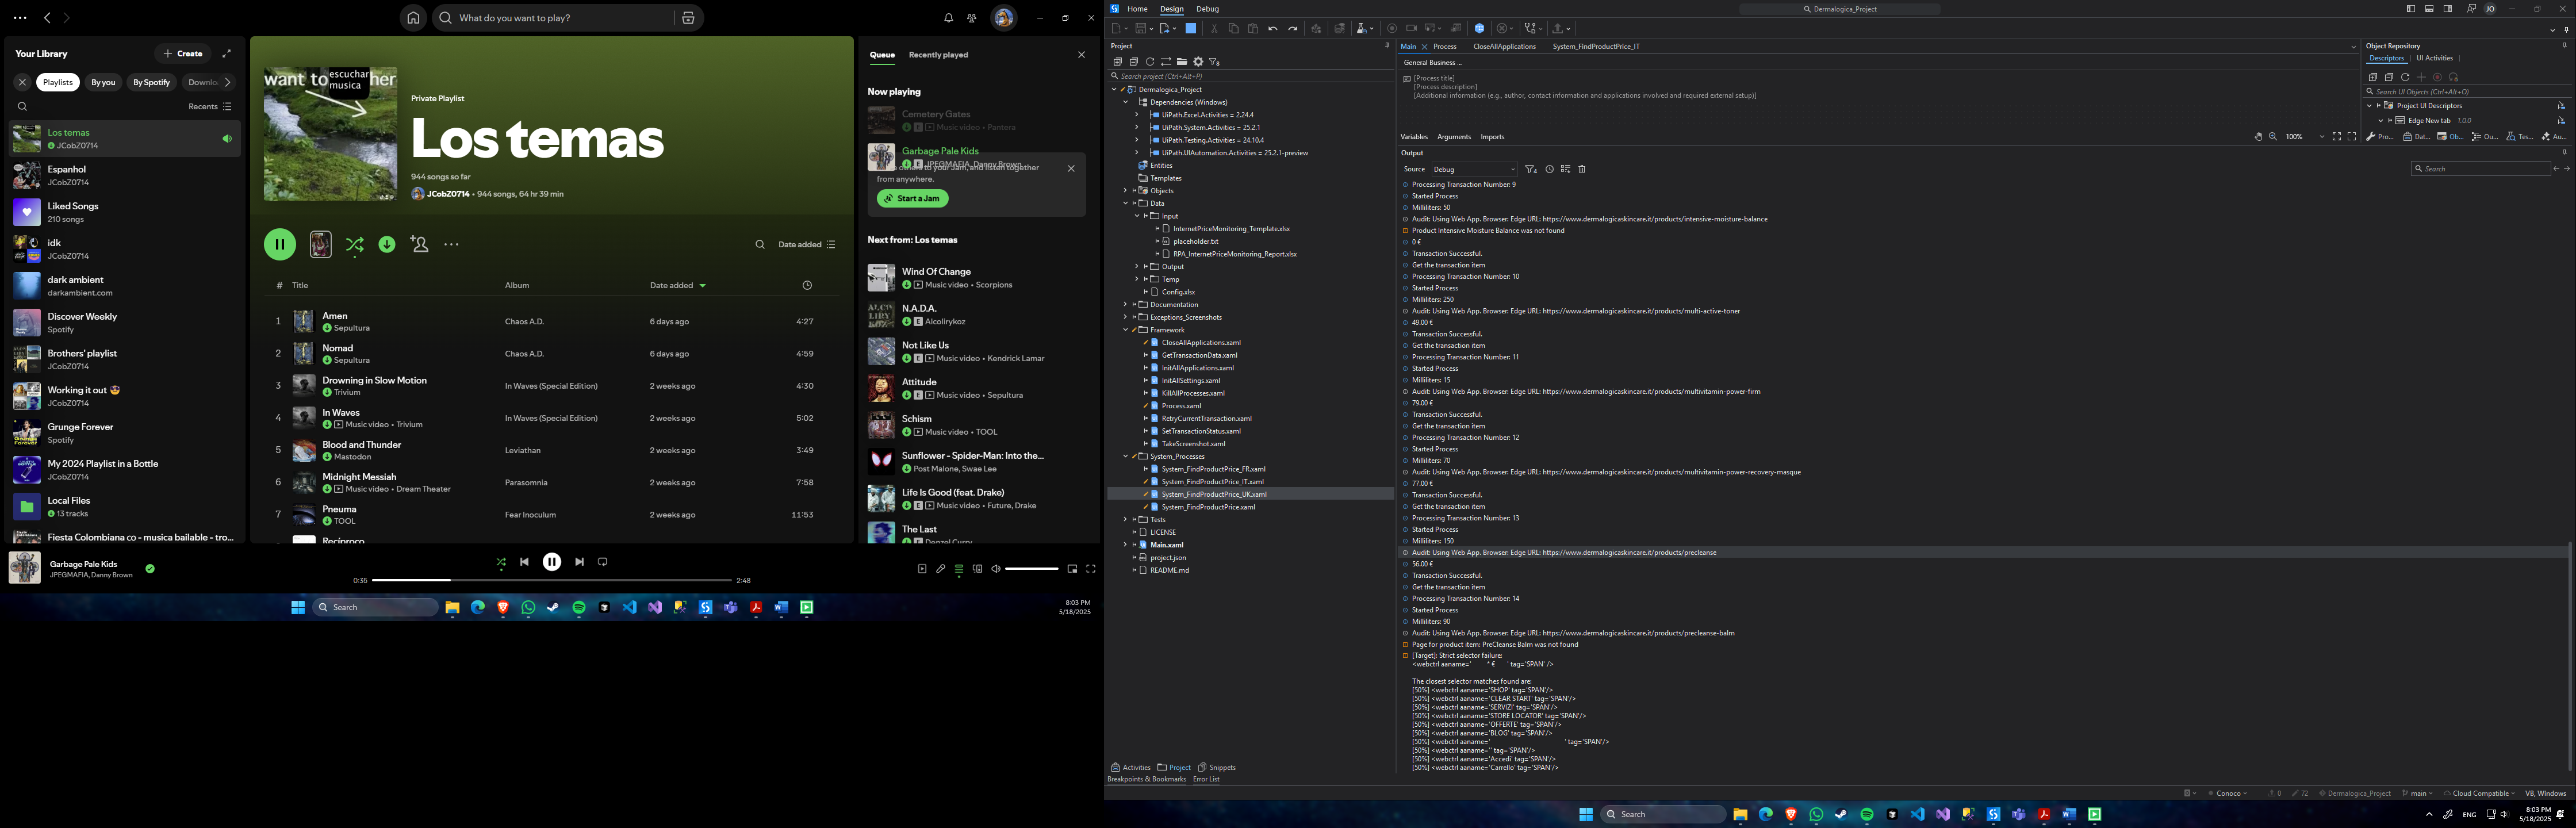 What do you want to play?
Your Library
Create
Playlists
By you
By Spotify
Downlo
Recents
Los temas
JCobZ0714
Espanhol
JCobZ0714
Liked Songs
210 songs
idk
JCobZ0714
dark ambient
darkambient.com
Discover Weekly
Spotify
Brothers' playlist
JCobZ0714
Working it out 😎
JCobZ0714
Grunge Forever
Spotify
My 2024 Playlist in a Bottle
JCobZ0714
Local Files
13 tracks
Fiesta Colombiana co - musica bailable - tro...
want to escuchar musica her
Private Playlist
Los temas
944 songs so far
JCobZ0714 • 944 songs, 64 hr 39 min
Date added
# Title Album Date added
1 Amen Sepultura Chaos A.D. 6 days ago 4:27
2 Nomad Sepultura Chaos A.D. 6 days ago 4:59
3 Drowning in Slow Motion Trivium In Waves (Special Edition) 2 weeks ago 4:30
4 In Waves Music video • Trivium In Waves (Special Edition) 2 weeks ago 5:02
5 Blood and Thunder Mastodon Leviathan 2 weeks ago 3:49
6 Midnight Messiah Music video • Dream Theater Parasomnia 2 weeks ago 7:58
7 Pneuma TOOL Fear Inoculum 2 weeks ago 11:53
Recíproco
Queue
Recently played
Now playing
Cemetery Gates
E Music video • Pantera
Garbage Pale Kids
E JPEGMAFIA, Danny Brown
others to your Jam, and listen together
from anywhere.
Start a Jam
Next from: Los temas
Wind Of Change
Music video • Scorpions
N.A.D.A.
E Alcolirykoz
Not Like Us
E Music video • Kendrick Lamar
Attitude
E Music video • Sepultura
Schism
Music video • TOOL
Sunflower - Spider-Man: Into the...
Post Malone, Swae Lee
Life Is Good (feat. Drake)
E Music video • Future, Drake
The Last
E Denzel Curry
Garbage Pale Kids
JPEGMAFIA, Danny Brown
0:35
2:48
Search
8:03 PM
5/18/2025
Home Design Debug
Dermalogica_Project
JO
Project
Search project (Ctrl+Alt+P)
Dermalogica_Project
Dependencies (Windows)
UiPath.Excel.Activities = 2.24.4
UiPath.System.Activities = 25.2.1
UiPath.Testing.Activities = 24.10.4
UiPath.UIAutomation.Activities = 25.2.1-preview
Entities
Templates
Objects
Data
Input
InternetPriceMonitoring_Template.xlsx
placeholder.txt
RPA_InternetPriceMonitoring_Report.xlsx
Output
Temp
Config.xlsx
Documentation
Exceptions_Screenshots
Framework
CloseAllApplications.xaml
GetTransactionData.xaml
InitAllApplications.xaml
InitAllSettings.xaml
KillAllProcesses.xaml
Process.xaml
RetryCurrentTransaction.xaml
SetTransactionStatus.xaml
TakeScreenshot.xaml
System_Processes
System_FindProductPrice_FR.xaml
System_FindProductPrice_IT.xaml
System_FindProductPrice_UK.xaml
System_FindProductPrice.xaml
Tests
LICENSE
Main.xaml
project.json
README.md
Activities Project Snippets
Breakpoints & Bookmarks Error List
Main Process CloseAllApplications System_FindProductPrice_IT
General Business ...
[Process title]
[Process description]
[Additional information (e.g., author, contact information and applications involved and required external setup)]
Variables Arguments Imports
100%
Output
Source Debug
Search
Processing Transaction Number: 9
Started Process
Milliliters: 50
Audit: Using Web App. Browser: Edge URL: https://www.dermalogicaskincare.it/products/intensive-moisture-balance
Product Intensive Moisture Balance was not found
0 €
Transaction Successful.
Get the transaction item
Processing Transaction Number: 10
Started Process
Milliliters: 250
Audit: Using Web App. Browser: Edge URL: https://www.dermalogicaskincare.it/products/multi-active-toner
49.00 €
Transaction Successful.
Get the transaction item
Processing Transaction Number: 11
Started Process
Milliliters: 15
Audit: Using Web App. Browser: Edge URL: https://www.dermalogicaskincare.it/products/multivitamin-power-firm
79.00 €
Transaction Successful.
Get the transaction item
Processing Transaction Number: 12
Started Process
Milliliters: 70
Audit: Using Web App. Browser: Edge URL: https://www.dermalogicaskincare.it/products/multivitamin-power-recovery-masque
77.00 €
Transaction Successful.
Get the transaction item
Processing Transaction Number: 13
Started Process
Milliliters: 150
Audit: Using Web App. Browser: Edge URL: https://www.dermalogicaskincare.it/products/precleanse
56.00 €
Transaction Successful.
Get the transaction item
Processing Transaction Number: 14
Started Process
Milliliters: 90
Audit: Using Web App. Browser: Edge URL: https://www.dermalogicaskincare.it/products/precleanse-balm
Page for product item: PreCleanse Balm was not found
[Target]: Strict selector failure:
<webctrl aaname=' * € ' tag='SPAN' />
The closest selector matches found are:
[50%] <webctrl aaname='SHOP' tag='SPAN'/>
[50%] <webctrl aaname='CLEAR START' tag='SPAN'/>
[50%] <webctrl aaname='SERVIZI' tag='SPAN'/>
[50%] <webctrl aaname='STORE LOCATOR' tag='SPAN'/>
[50%] <webctrl aaname='OFFERTE' tag='SPAN'/>
[50%] <webctrl aaname='BLOG' tag='SPAN'/>
[50%] <webctrl aaname=' ' tag='SPAN'/>
[50%] <webctrl aaname='' tag='SPAN'/>
[50%] <webctrl aaname='Accedi' tag='SPAN'/>
[50%] <webctrl aaname='Carrello' tag='SPAN'/>
Object Repository
Descriptors UI Activities
Search UI Objects (Ctrl+Alt+O)
Project UI Descriptors
Edge New tab 1.0.0
Pro... Dat... Ob... Ou... Tes... Au...
Conoco 0 72 Dermalogica_Project main Cloud Compatible VB, Windows
Search
ENG
8:03 PM
5/18/2025